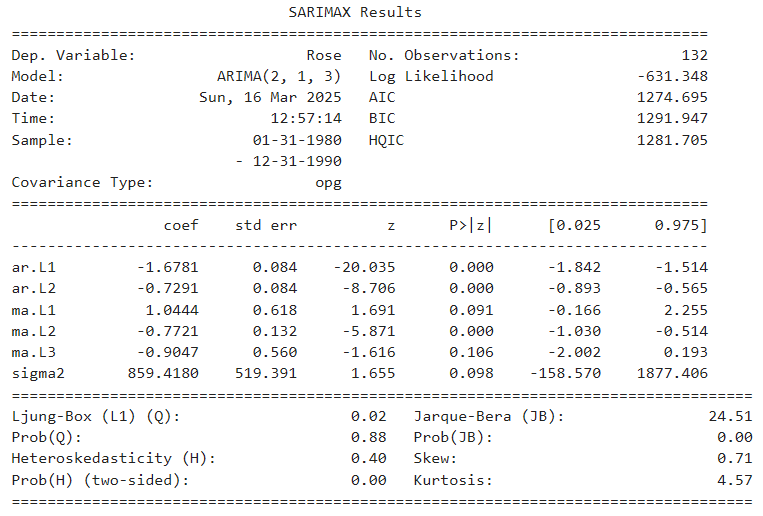 SARIMAX Results
==============================================================================
Dep. Variable:                   Rose   No. Observations:                  132
Model:                 ARIMA(2, 1, 3)   Log Likelihood                -631.348
Date:                Sun, 16 Mar 2025   AIC                           1274.695
Time:                        12:57:14   BIC                           1291.947
Sample:                    01-31-1980   HQIC                          1281.705
                         - 12-31-1990
Covariance Type:                  opg
==============================================================================
                 coef    std err          z      P>|z|      [0.025      0.975]
------------------------------------------------------------------------------
ar.L1         -1.6781      0.084    -20.035      0.000      -1.842      -1.514
ar.L2         -0.7291      0.084     -8.706      0.000      -0.893      -0.565
ma.L1          1.0444      0.618      1.691      0.091      -0.166       2.255
ma.L2         -0.7721      0.132     -5.871      0.000      -1.030      -0.514
ma.L3         -0.9047      0.560     -1.616      0.106      -2.002       0.193
sigma2       859.4180    519.391      1.655      0.098    -158.570    1877.406
===================================================================================
Ljung-Box (L1) (Q):                   0.02   Jarque-Bera (JB):                24.51
Prob(Q):                              0.88   Prob(JB):                         0.00
Heteroskedasticity (H):               0.40   Skew:                             0.71
Prob(H) (two-sided):                  0.00   Kurtosis:                         4.57
===================================================================================